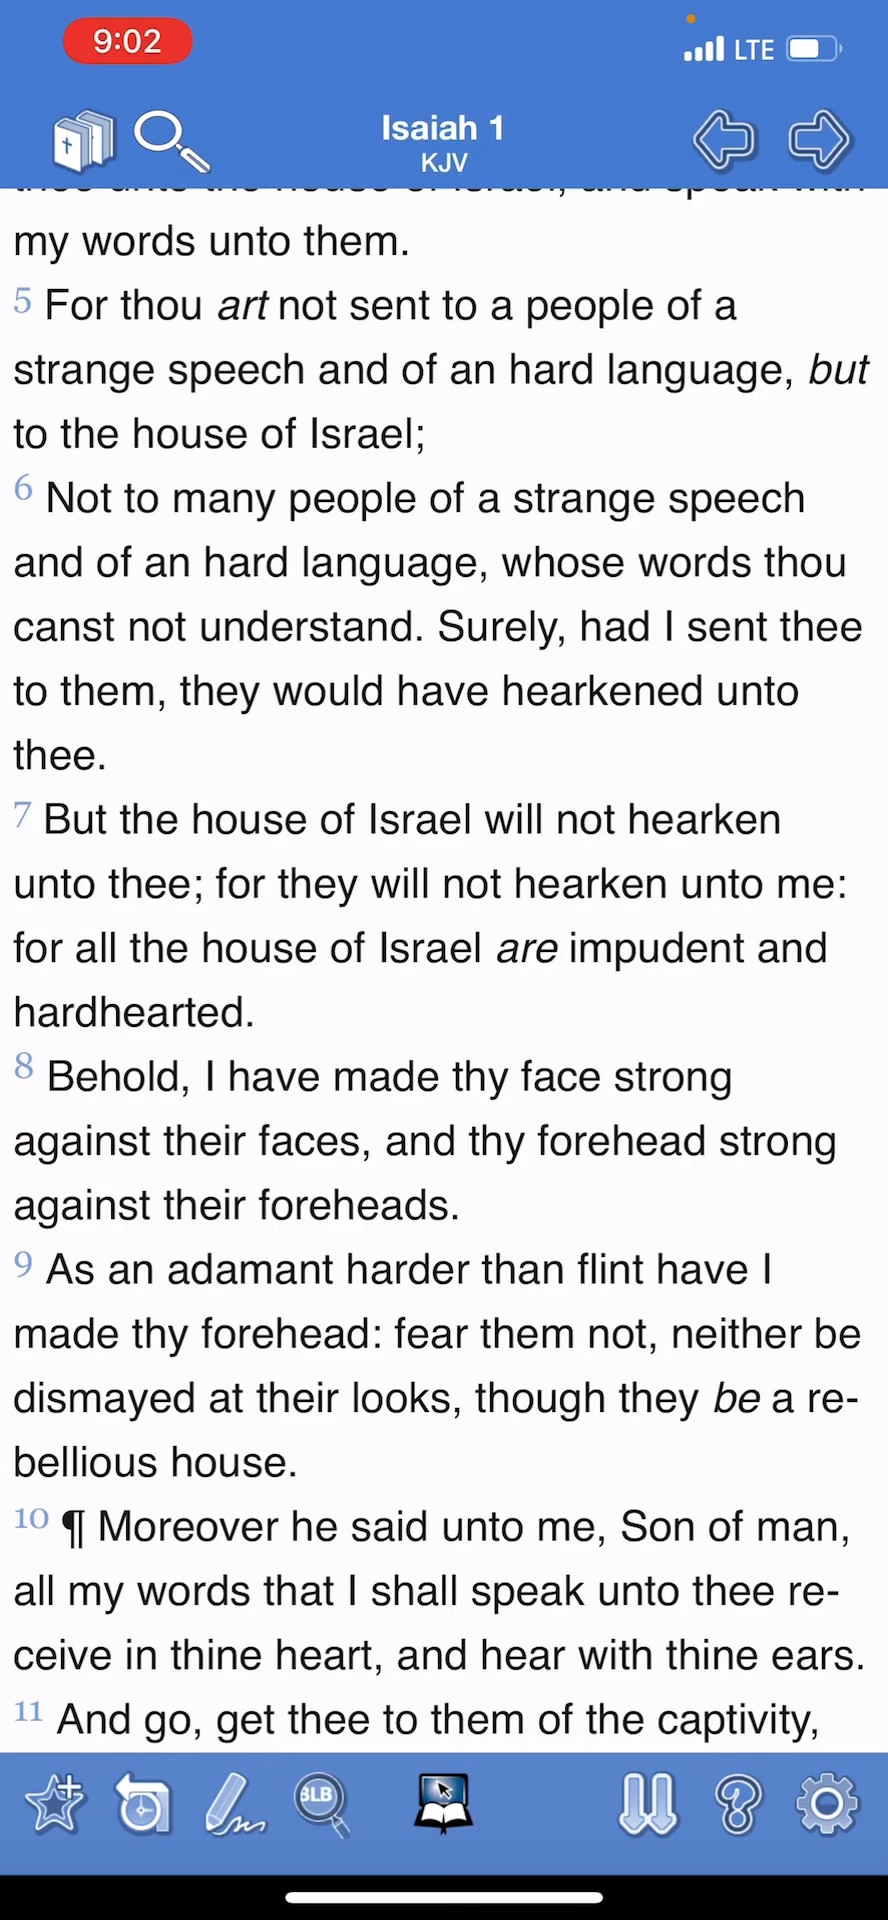 9:02
LTE
Isaiah 1
KJV
thee unto the house of Israel, and speak with
my words unto them.
5 For thou art not sent to a people of a
strange speech and of an hard language, but
to the house of Israel;
6 Not to many people of a strange speech
and of an hard language, whose words thou
canst not understand. Surely, had I sent thee
to them, they would have hearkened unto
thee.
7 But the house of Israel will not hearken
unto thee; for they will not hearken unto me:
for all the house of Israel are impudent and
hardhearted.
8 Behold, I have made thy face strong
against their faces, and thy forehead strong
against their foreheads.
9 As an adamant harder than flint have I
made thy forehead: fear them not, neither be
dismayed at their looks, though they be a re-
bellious house.
10 ¶ Moreover he said unto me, Son of man,
all my words that I shall speak unto thee re-
ceive in thine heart, and hear with thine ears.
11 And go, get thee to them of the captivity,
BLB